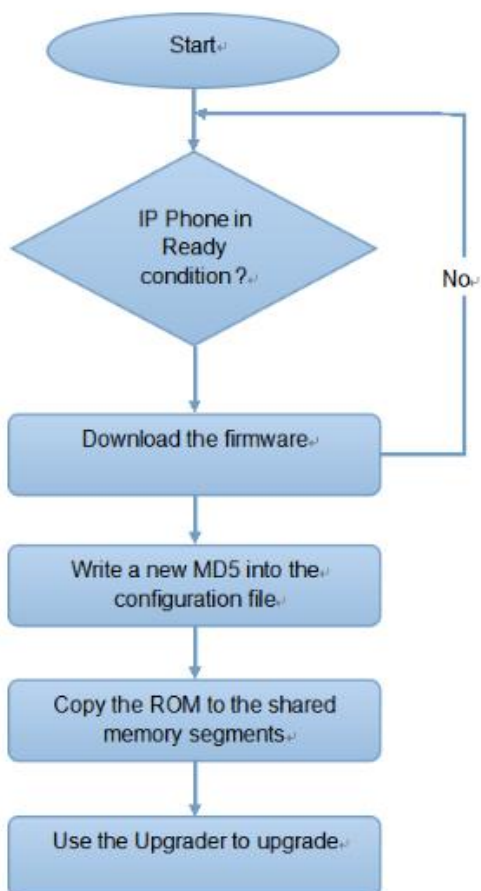 Start
IP Phone in
Ready
condition ?
No
Download the firmware
Write a new MD5 into the
configuration file
Copy the ROM to the shared
memory segments
Use the Upgrader to upgrade